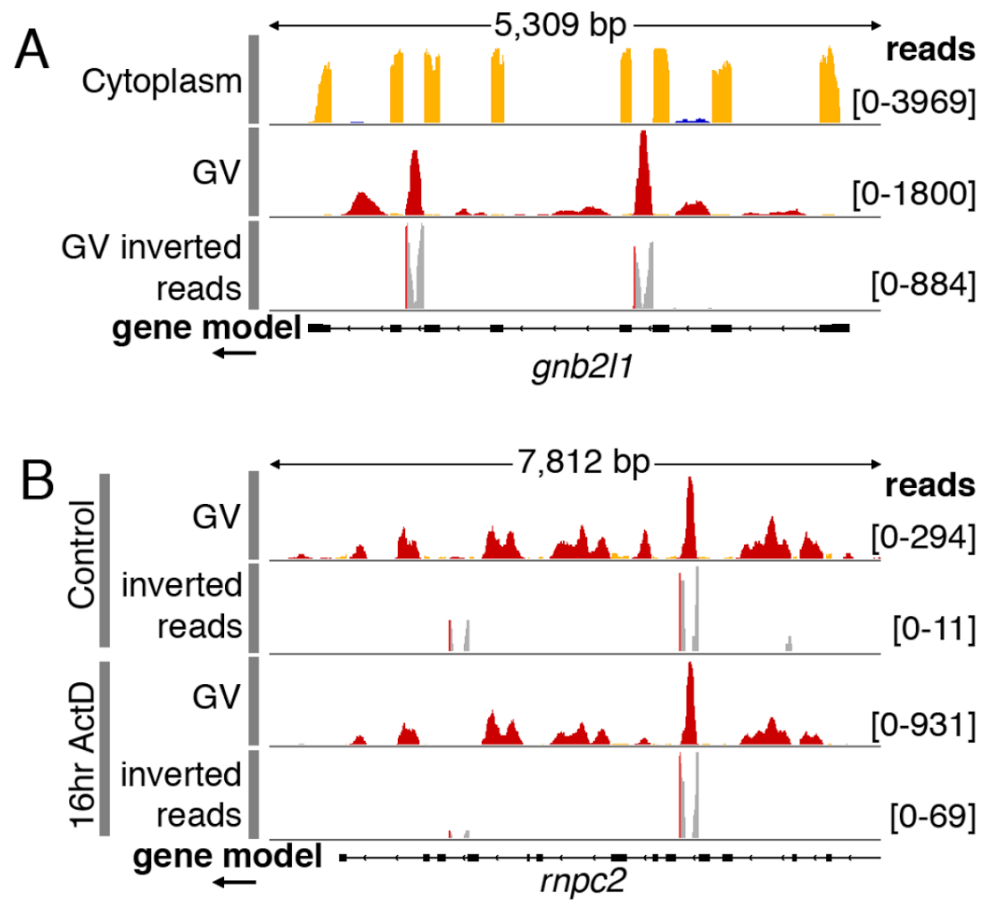 A
5,309 bp
reads
Cytoplasm
[0-3969]
GV
[0-1800]
GV inverted
reads
[0-884]
gene model
gnb2l1
B
7,812 bp
reads
Control
GV
[0-294]
inverted
reads
[0-11]
16hr ActD
GV
[0-931]
inverted
reads
[0-69]
gene model
rnpc2